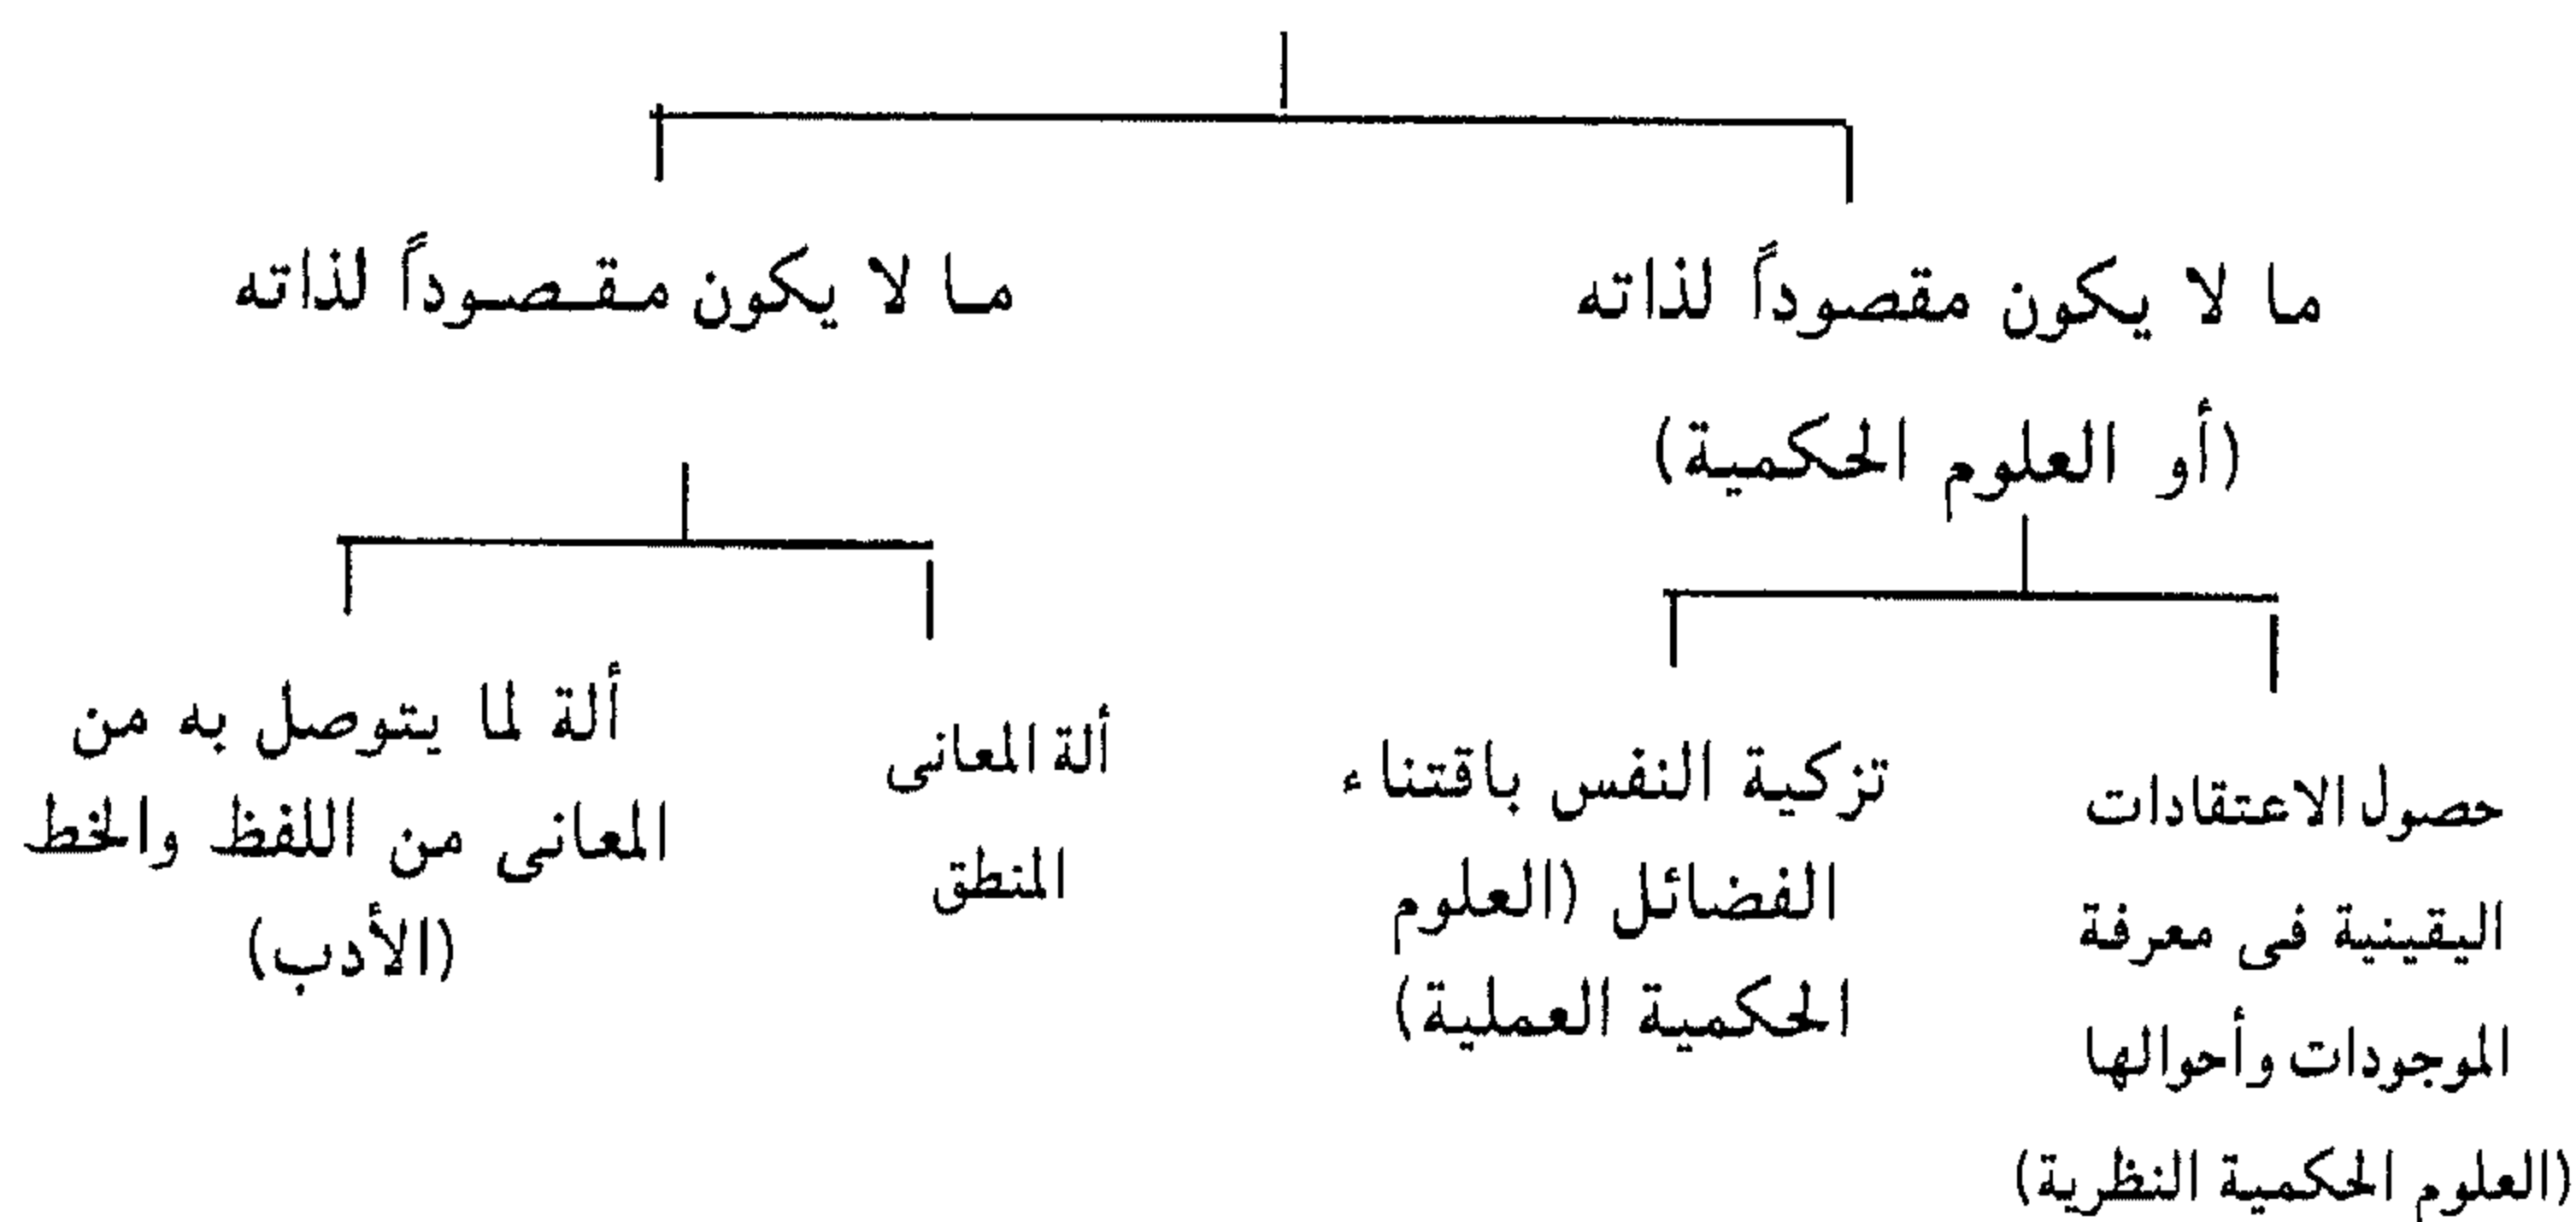 ما لا يكون مقصوداً لذاته
(أو العلوم الحكمية)
حصول الاعتقادات
اليقينية فى معرفة
الموجودات وأحوالها
(العلوم الحكمية النظرية)
تزكية النفس باقتناء
الفضائل (العلوم
الحكمية العملية)
ما لا يكون مقصوداً لذاته
ألة المعانى
المنطق
ألة لما يتوصل به من
المعانى من اللفظ والخط
(الأدب)